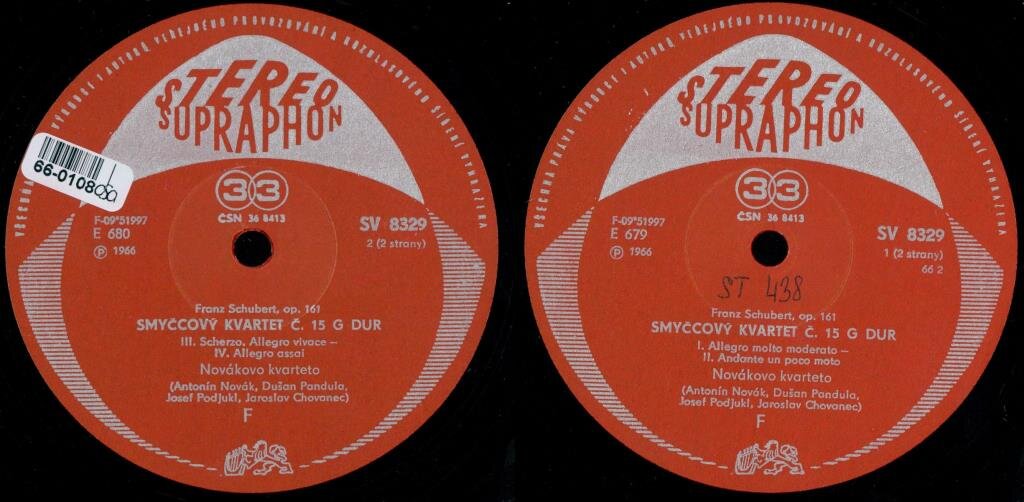 VÝROBCE I AUTORŮ VEŘEJNÉHO PROVOZOVÁNÍ A ROZHLASOVÉHO ŠÍŘENÍ VYHRAZENA
STEREO
SUPRAPHON
66-0108
33
ČSN 36 8413
F-09*51997
E 680
Ⓟ 1966
SV 8329
2 (2 strany)
Franz Schubert, op. 161
SMYČCOVÝ KVARTET Č. 15 G DUR
III. Scherzo. Allegro vivace –
IV. Allegro assai
Novákovo kvarteto
(Antonín Novák, Dušan Pandula,
Josef Podjukl, Jaroslav Chovanec)
F
VŠECHNA PRÁVA VÝROBCE I AUTORŮ VEŘEJNÉHO PROVOZOVÁNÍ A ROZHLASOVÉHO ŠÍŘENÍ VYHRAZENA
STEREO
SUPRAPHON
33
ČSN 36 8413
F-09*51997
E 679
Ⓟ 1966
SV 8329
1 (2 strany)
66 2
ST 438
Franz Schubert, op. 161
SMYČCOVÝ KVARTET Č. 15 G DUR
I. Allegro molto moderato –
II. Andante un poco moto
Novákovo kvarteto
(Antonín Novák, Dušan Pandula,
Josef Podjukl, Jaroslav Chovanec)
F